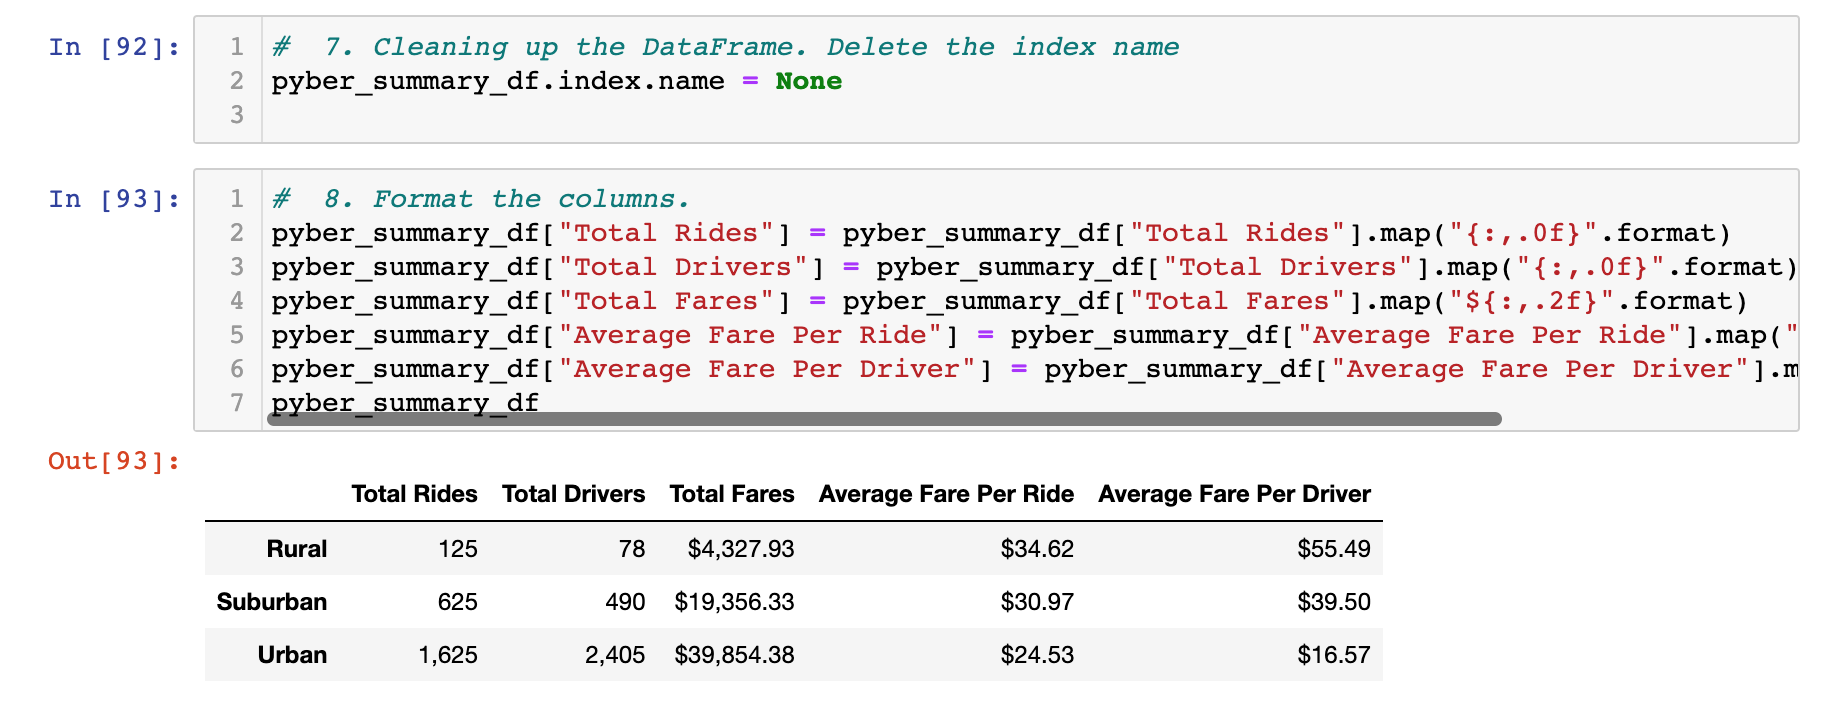 In [92]:
1 #  7. Cleaning up the DataFrame. Delete the index name
2 pyber_summary_df.index.name = None
3
In [93]:
1 #  8. Format the columns.
2 pyber_summary_df["Total Rides"] = pyber_summary_df["Total Rides"].map("{:,.0f}".format)
3 pyber_summary_df["Total Drivers"] = pyber_summary_df["Total Drivers"].map("{:,.0f}".format)
4 pyber_summary_df["Total Fares"] = pyber_summary_df["Total Fares"].map("${:,.2f}".format)
5 pyber_summary_df["Average Fare Per Ride"] = pyber_summary_df["Average Fare Per Ride"].map("
6 pyber_summary_df["Average Fare Per Driver"] = pyber_summary_df["Average Fare Per Driver"].m
7 pyber_summary_df
Out[93]:
Total Rides Total Drivers Total Fares Average Fare Per Ride Average Fare Per Driver
Rural 125 78 $4,327.93 $34.62 $55.49
Suburban 625 490 $19,356.33 $30.97 $39.50
Urban 1,625 2,405 $39,854.38 $24.53 $16.57